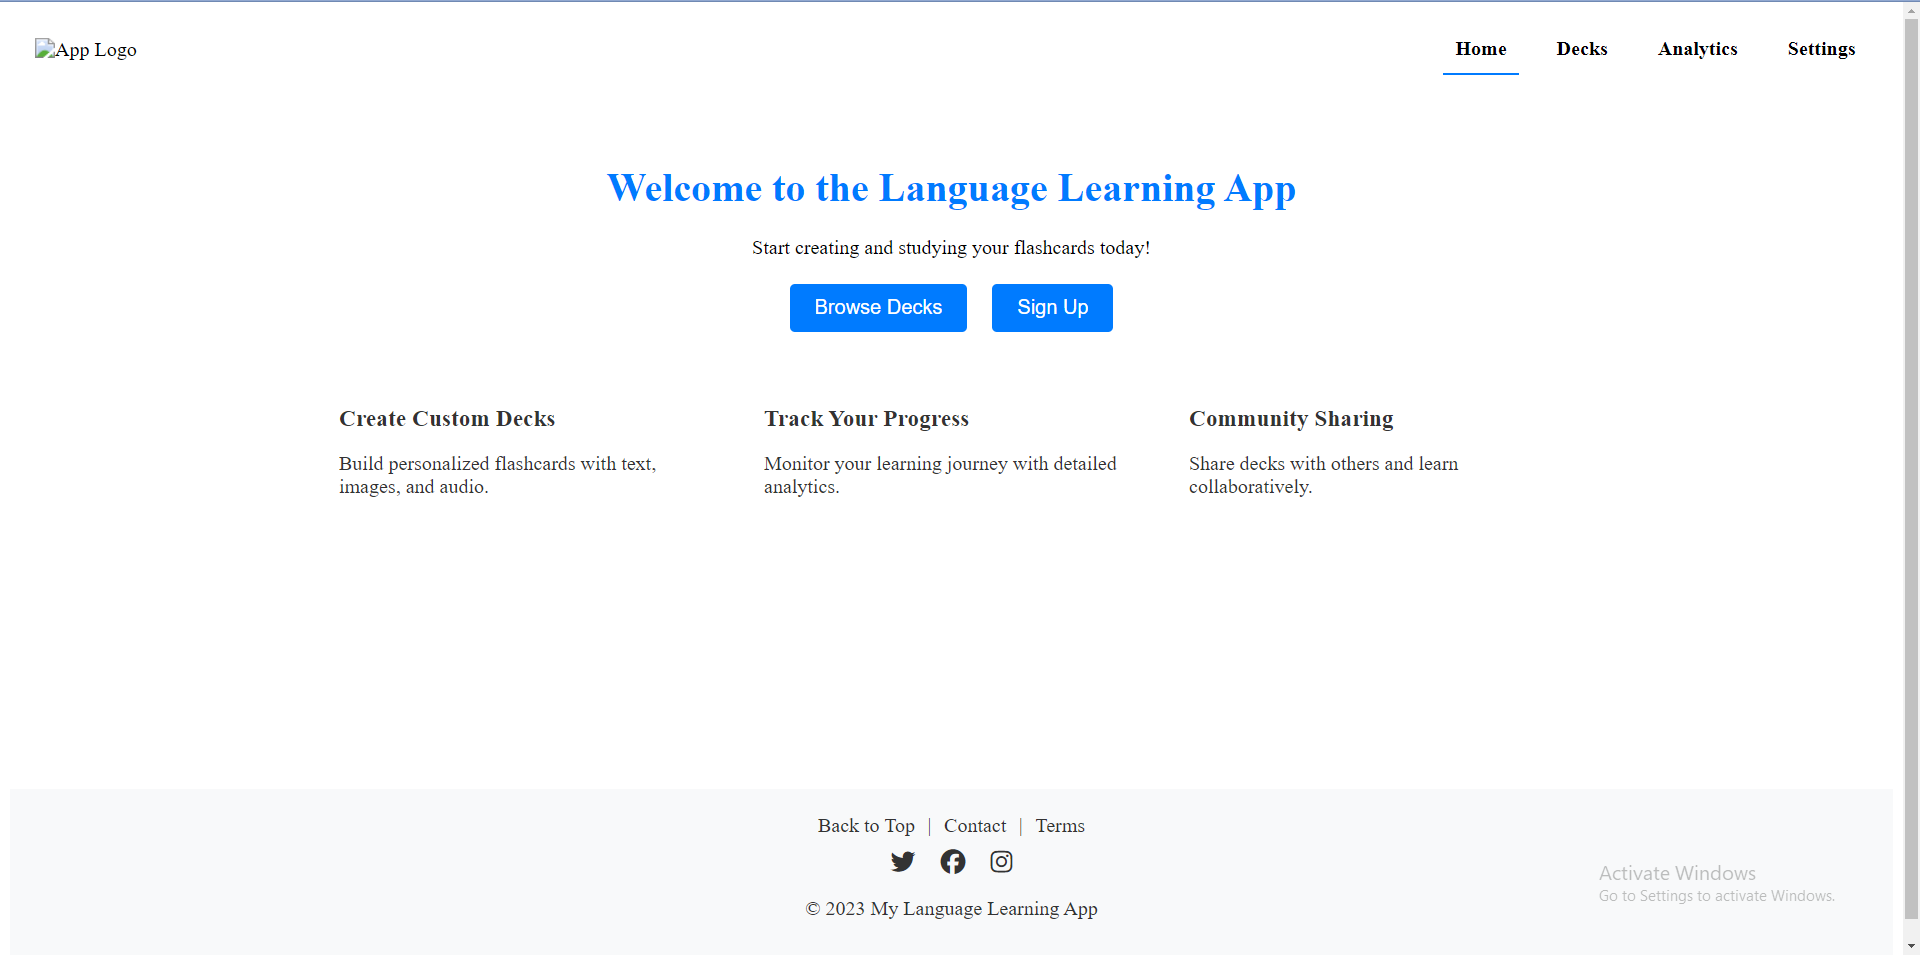 App Logo
Home Decks Analytics Settings
Welcome to the Language Learning App
Start creating and studying your flashcards today!
Browse Decks Sign Up
Create Custom Decks
Build personalized flashcards with text,
images, and audio.
Track Your Progress
Monitor your learning journey with detailed
analytics.
Community Sharing
Share decks with others and learn
collaboratively.
Back to Top | Contact | Terms
© 2023 My Language Learning App
Activate Windows
Go to Settings to activate Windows.